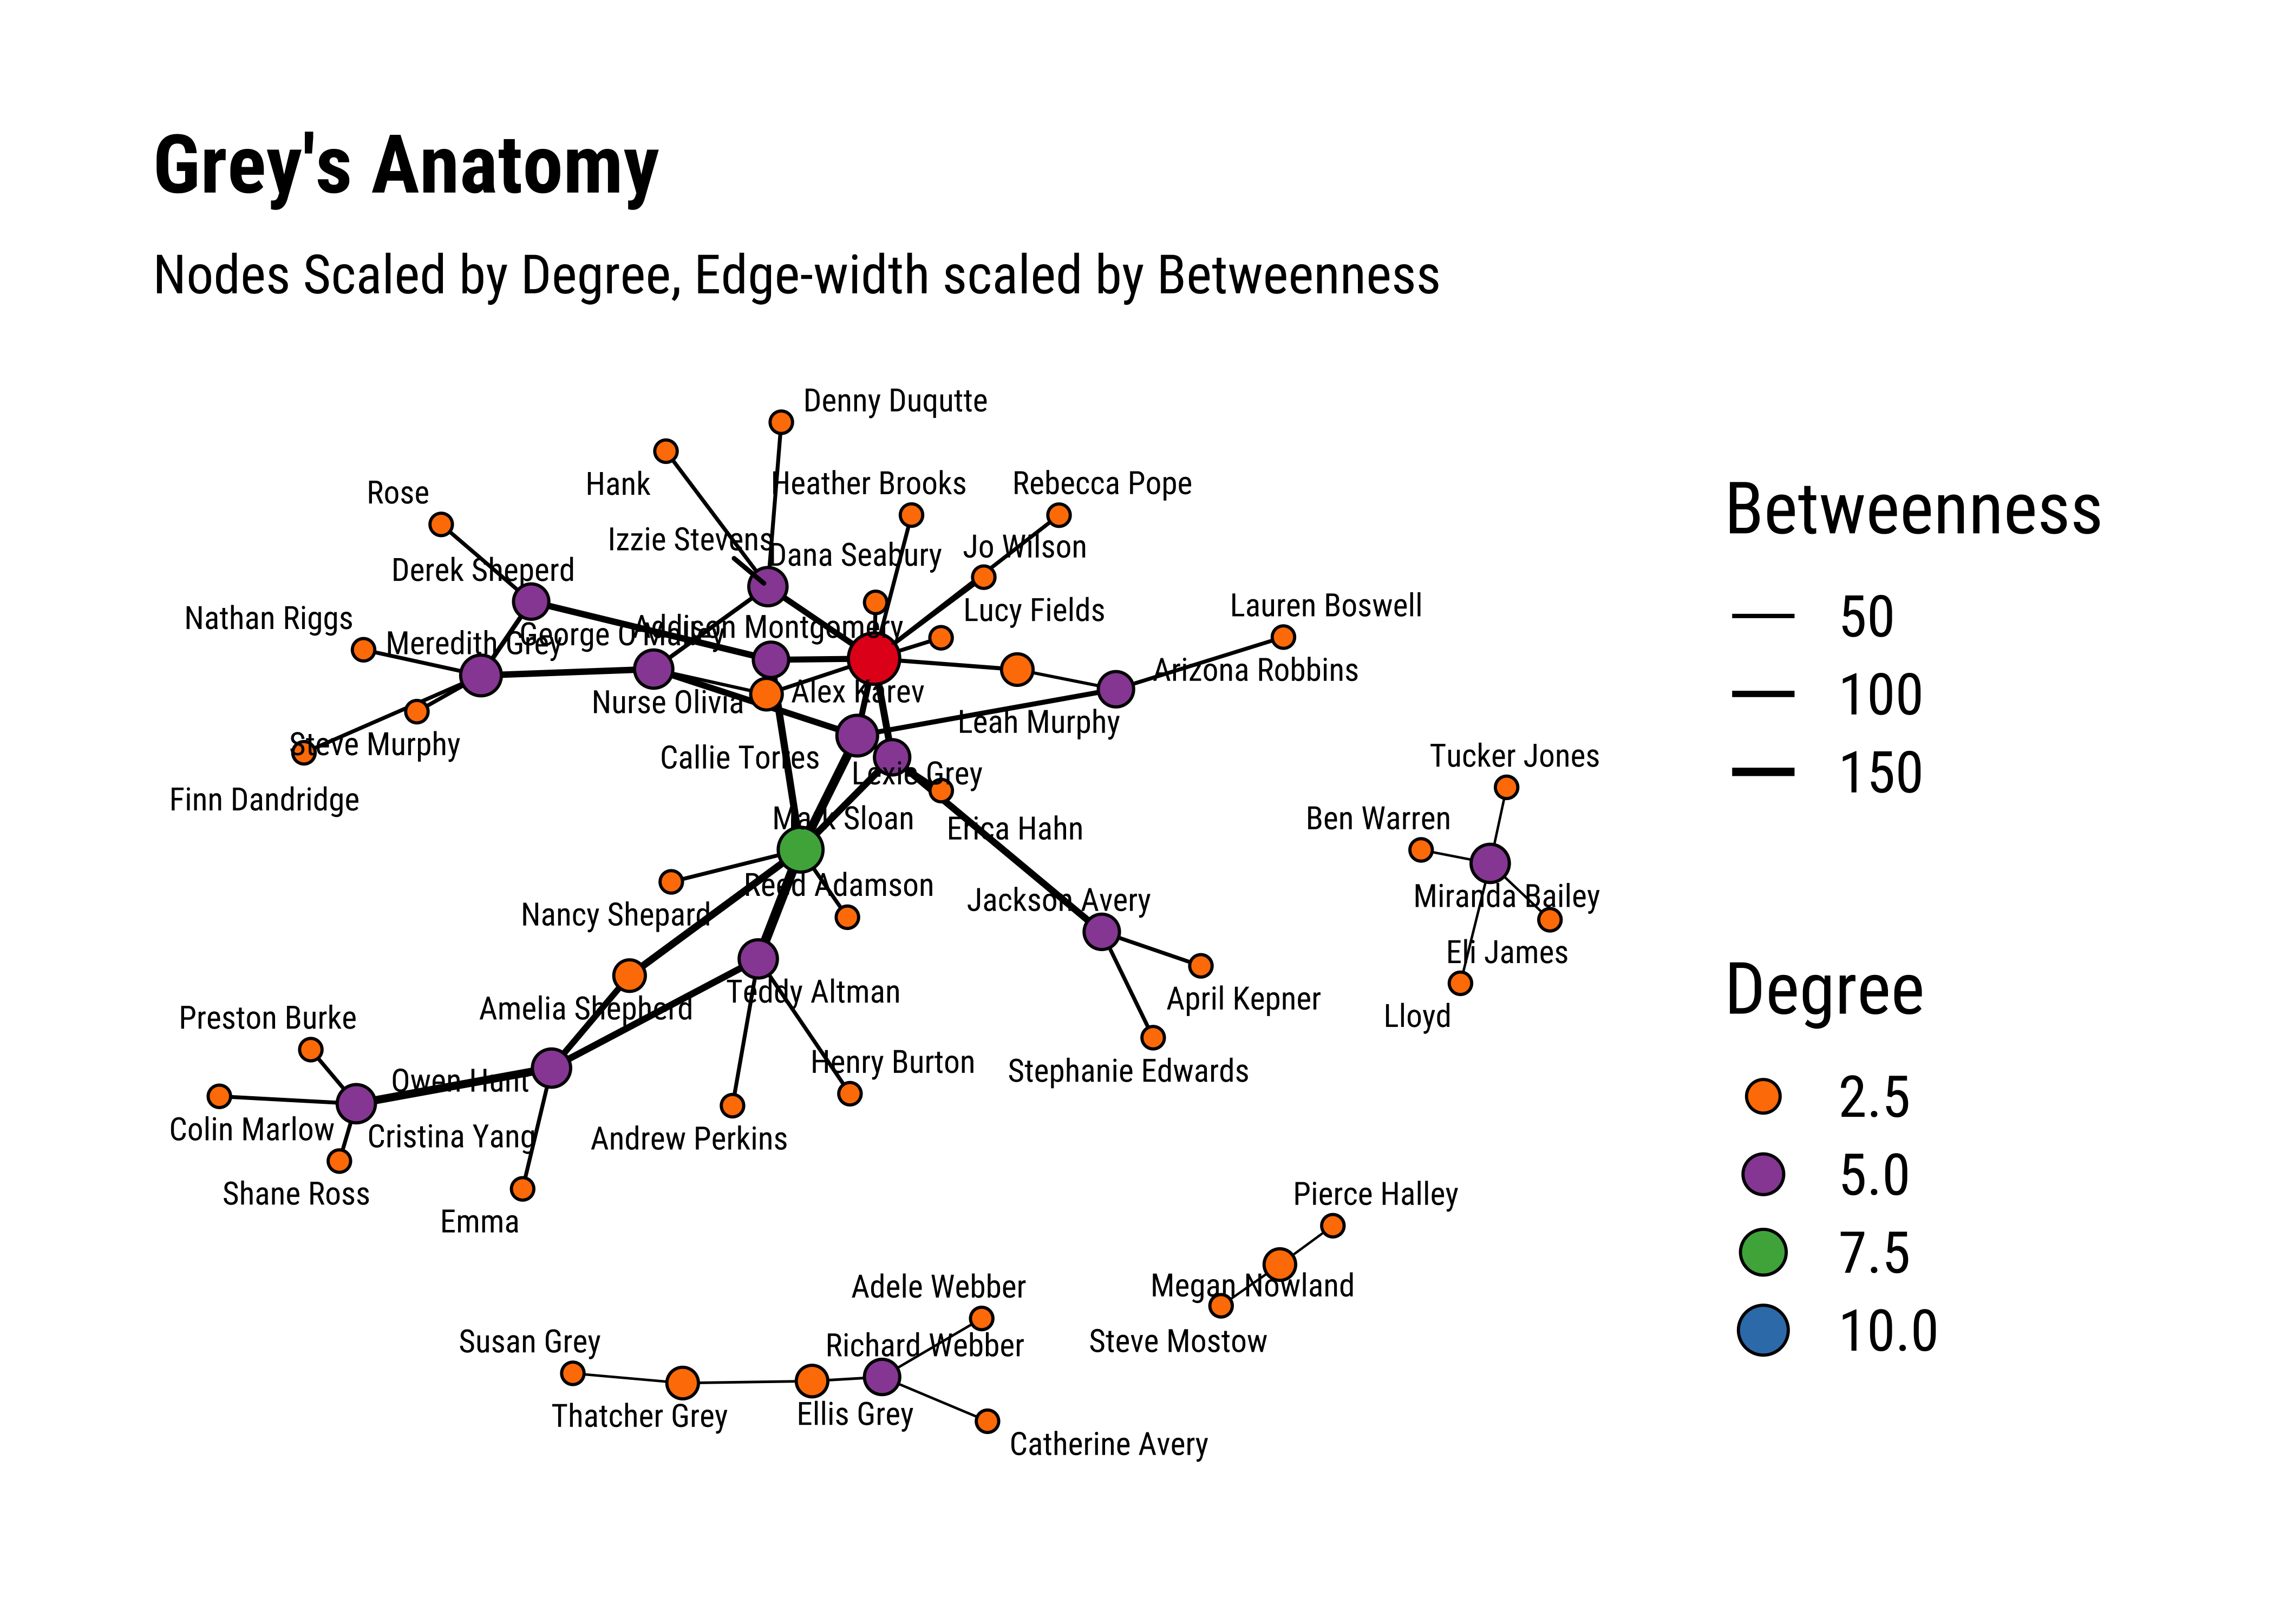 Grey's Anatomy
Nodes Scaled by Degree, Edge-width scaled by Betweenness
Denny Duqutte
Hank
Heather Brooks
Rebecca Pope
Rose
Izzie Stevens
Dana Seabury
Jo Wilson
Derek Sheperd
Nathan Riggs
Lucy Fields
Lauren Boswell
Meredith Grey
George O'Malley
Addison Montgomery
Arizona Robbins
Nurse Olivia
Alex Karev
Leah Murphy
Steve Murphy
Callie Torres
Lexie Grey
Finn Dandridge
Mark Sloan
Erica Hahn
Tucker Jones
Ben Warren
Reed Adamson
Nancy Shepard
Jackson Avery
Miranda Bailey
Eli James
Teddy Altman
Amelia Shepherd
April Kepner
Lloyd
Preston Burke
Owen Hunt
Henry Burton
Stephanie Edwards
Colin Marlow
Cristina Yang
Andrew Perkins
Shane Ross
Emma
Pierce Halley
Adele Webber
Megan Nowland
Susan Grey
Richard Webber
Steve Mostow
Thatcher Grey
Ellis Grey
Catherine Avery
Betweenness
50
100
150
Degree
2.5
5.0
7.5
10.0